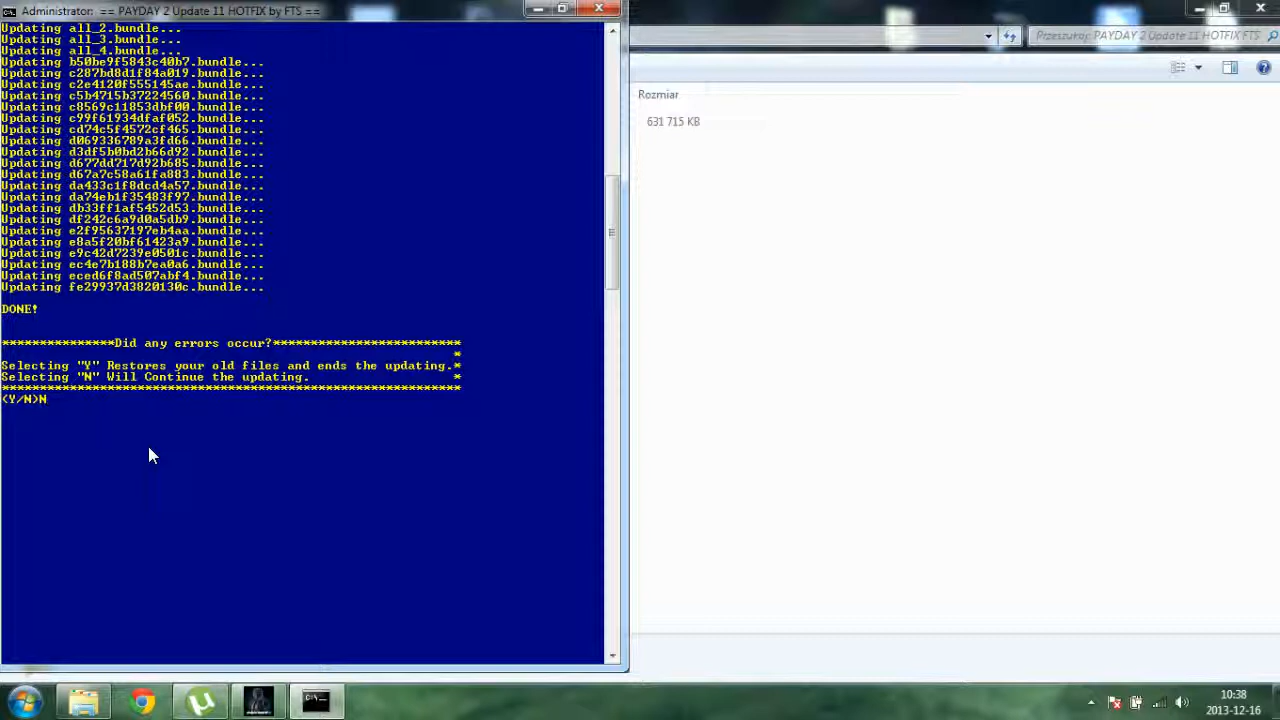 Administrator: == PAYDAY 2 Update 11 HOTFIX by FTS ==
Updating all_2.bundle...
Updating all_3.bundle...
Updating all_4.bundle...
Updating b50be9f5843c40b7.bundle...
Updating c287bd8d1f84a019.bundle...
Updating c2e4120f555145ae.bundle...
Updating c5b4715b37224560.bundle...
Updating c8569c11853dbf00.bundle...
Updating c99f61934dfaf052.bundle...
Updating cd74c5f4572cf465.bundle...
Updating d069336789a3fd66.bundle...
Updating d3df5b0bd2b66d92.bundle...
Updating d677dd717d92b685.bundle...
Updating d67a7c58a61fa883.bundle...
Updating da433c1f8dcd4a57.bundle...
Updating da74eb1f35483f97.bundle...
Updating db33ff1af5452d53.bundle...
Updating df242c6a9d0a5db9.bundle...
Updating e2f95637197eb4aa.bundle...
Updating e8a5f20bf61423a9.bundle...
Updating e9c42d7239e0501c.bundle...
Updating ec4e7b188b7ea0a6.bundle...
Updating eced6f8ad507abf4.bundle...
Updating fe29937d3820130c.bundle...
DONE!
***************Did any errors occur?*************************
*
Selecting "Y" Restores your old files and ends the updating.*
Selecting "N" Will Continue the updating. *
*************************************************************
(Y/N)N
Przeszukaj: PAYDAY 2 Update 11 HOTFIX FTS
Rozmiar
631 715 KB
10:38
2013-12-16